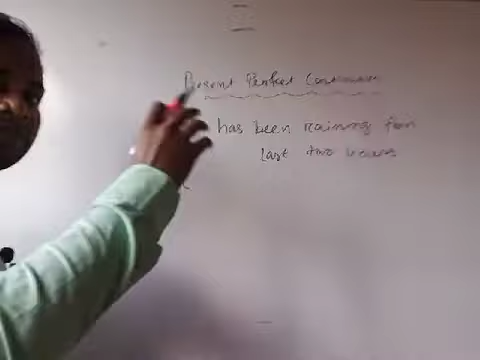 Present Perfect Continuous
has been raining for
last two hours